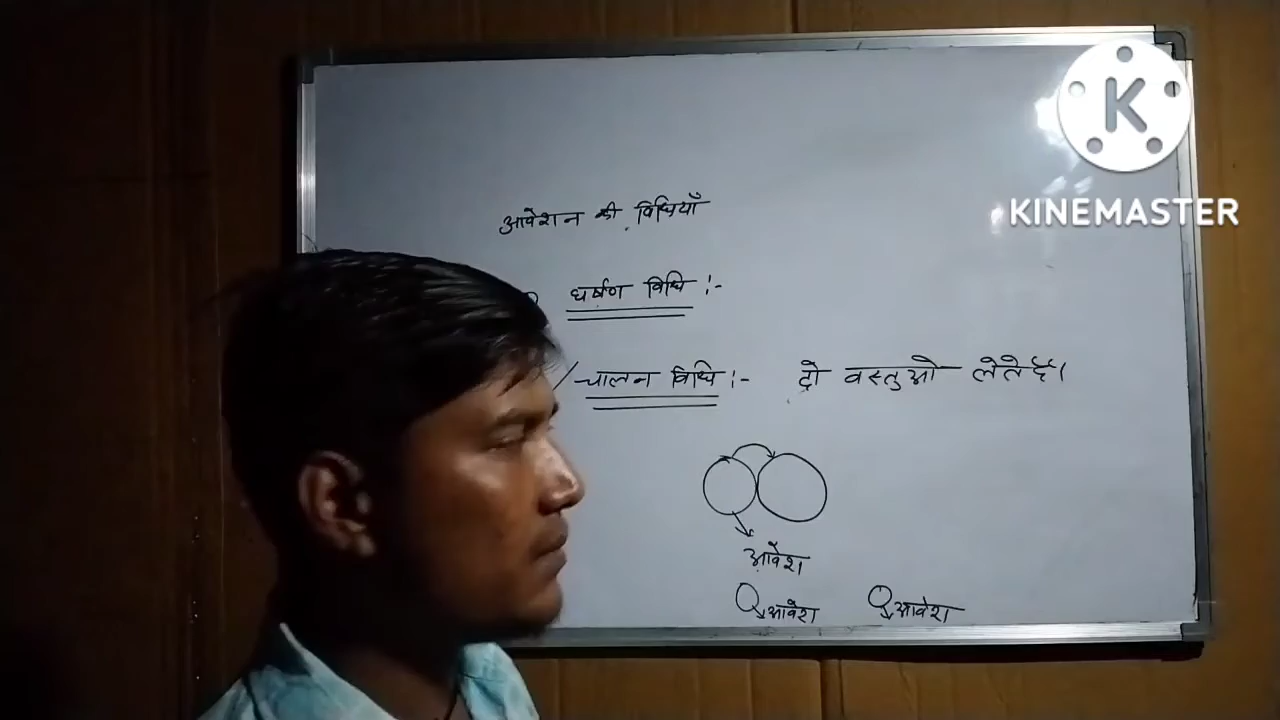 K
KINEMASTER
आवेशन की विधियाँ
घर्षण विधि :-
चालन विधि :- दो वस्तुओ लेते है।
आवेश
आवेश आवेश